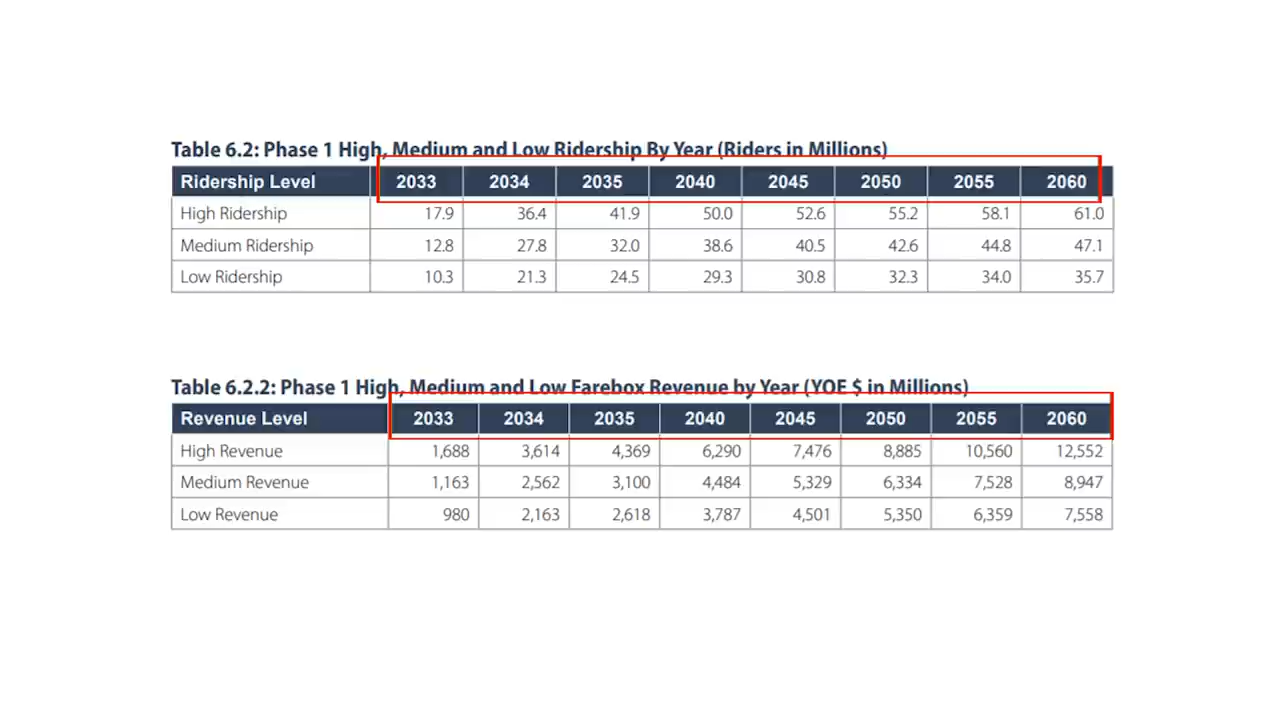 Table 6.2: Phase 1 High, Medium and Low Ridership By Year (Riders in Millions)
Ridership Level 2033 2034 2035 2040 2045 2050 2055 2060
High Ridership 17.9 36.4 41.9 50.0 52.6 55.2 58.1 61.0
Medium Ridership 12.8 27.8 32.0 38.6 40.5 42.6 44.8 47.1
Low Ridership 10.3 21.3 24.5 29.3 30.8 32.3 34.0 35.7
Table 6.2.2: Phase 1 High, Medium and Low Farebox Revenue by Year (YOE $ in Millions)
Revenue Level 2033 2034 2035 2040 2045 2050 2055 2060
High Revenue 1,688 3,614 4,369 6,290 7,476 8,885 10,560 12,552
Medium Revenue 1,163 2,562 3,100 4,484 5,329 6,334 7,528 8,947
Low Revenue 980 2,163 2,618 3,787 4,501 5,350 6,359 7,558